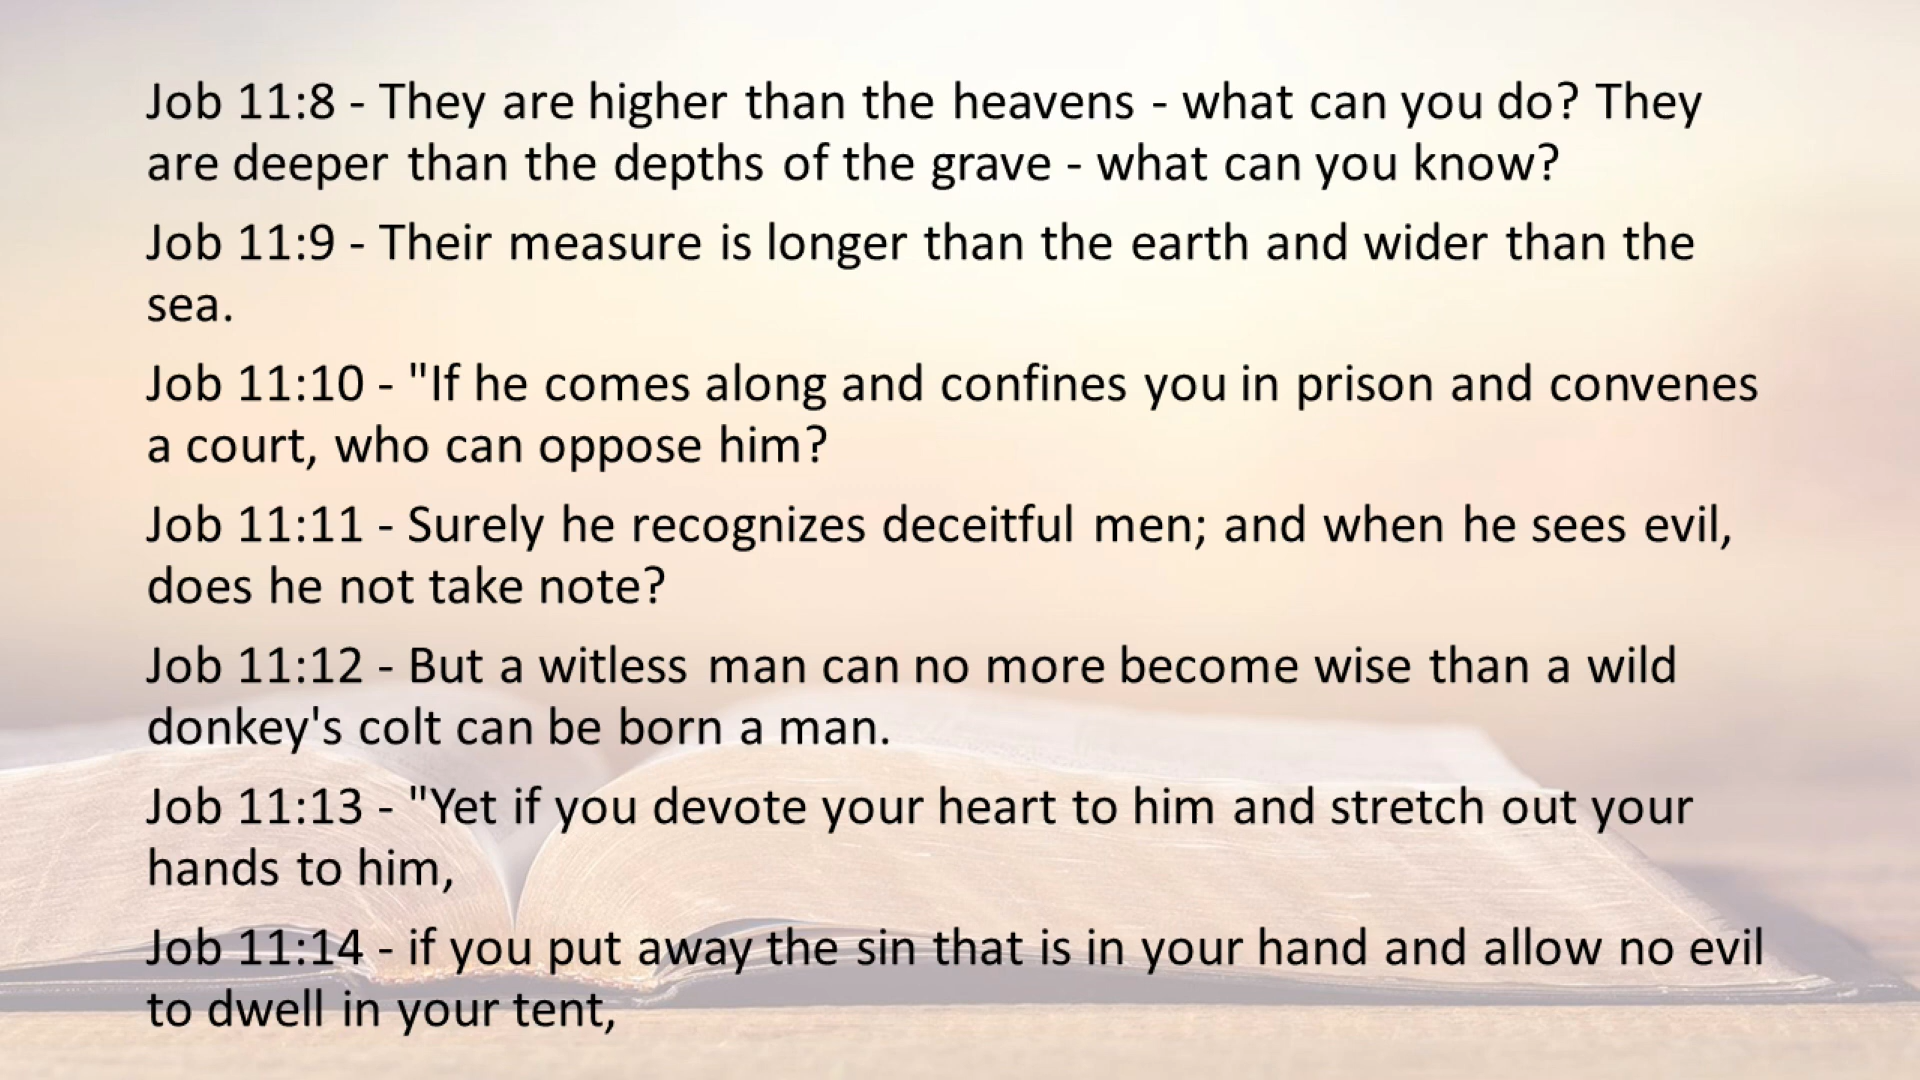 Job 11:8 - They are higher than the heavens - what can you do? They
are deeper than the depths of the grave - what can you know?
Job 11:9 - Their measure is longer than the earth and wider than the
sea.
Job 11:10 - "If he comes along and confines you in prison and convenes
a court, who can oppose him?
Job 11:11 - Surely he recognizes deceitful men; and when he sees evil,
does he not take note?
Job 11:12 - But a witless man can no more become wise than a wild
donkey's colt can be born a man.
Job 11:13 - "Yet if you devote your heart to him and stretch out your
hands to him,
Job 11:14 - if you put away the sin that is in your hand and allow no evil
to dwell in your tent,